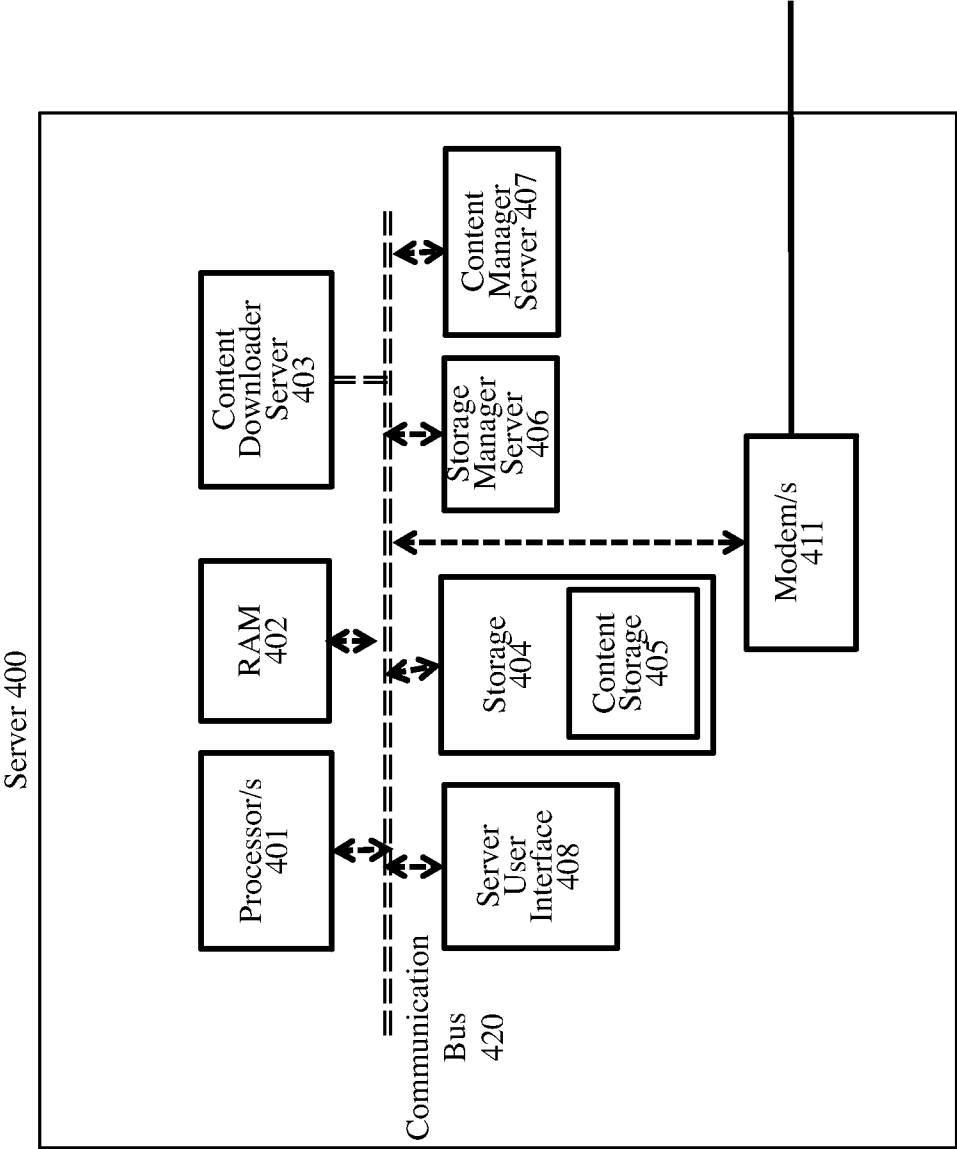 Server 400
Processor/s
401
RAM
402
Content
Downloader
Server
403
Communication
Bus
420
Server
User
Interface
408
Storage
404
Content
Storage
405
Storage
Manager
Server
406
Content
Manager
Server 407
Modem/s
411